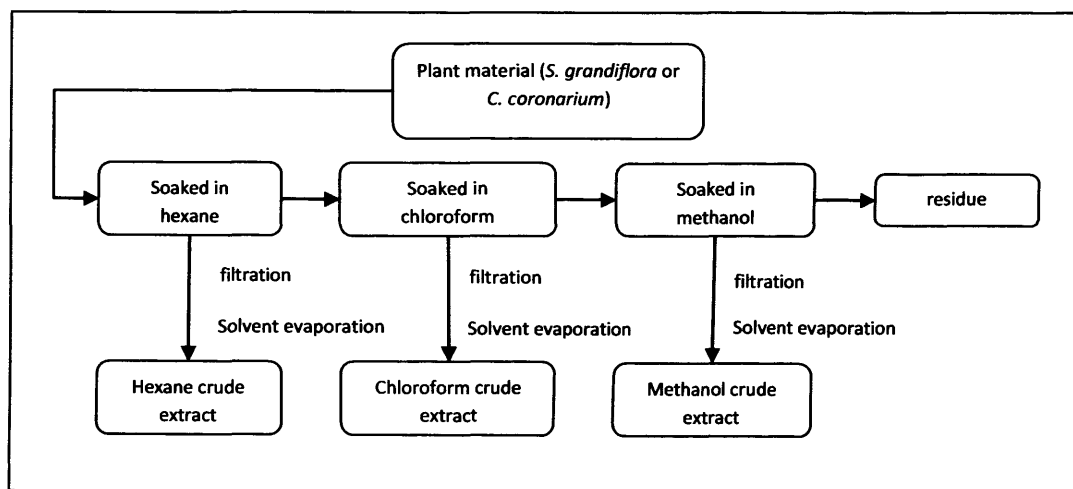 Plant material (S. grandiflora or
C. coronarium)
Soaked in
hexane
Soaked in
chloroform
Soaked in
methanol
residue
filtration
Solvent evaporation
filtration
Solvent evaporation
filtration
Solvent evaporation
Hexane crude
extract
Chloroform crude
extract
Methanol crude
extract